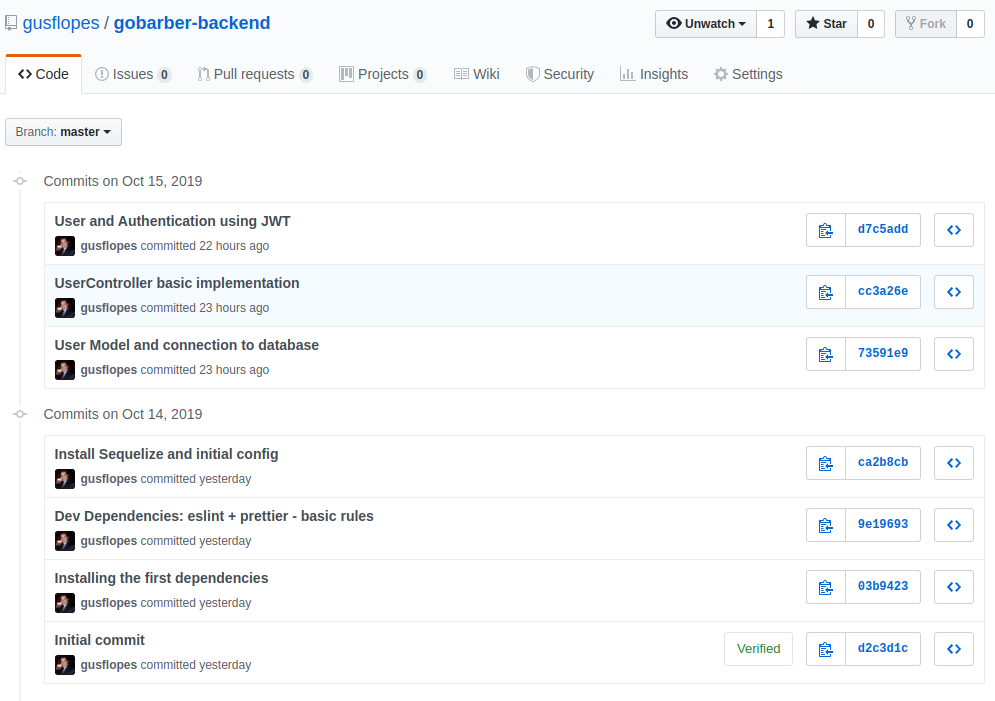 gusflopes / gobarber-backend
Unwatch 1 Star 0 Fork 0
Code Issues 0 Pull requests 0 Projects 0 Wiki Security Insights Settings
Branch: master
Commits on Oct 15, 2019
User and Authentication using JWT
gusflopes committed 22 hours ago
d7c5add
UserController basic implementation
gusflopes committed 23 hours ago
cc3a26e
User Model and connection to database
gusflopes committed 23 hours ago
73591e9
Commits on Oct 14, 2019
Install Sequelize and initial config
gusflopes committed yesterday
ca2b8cb
Dev Dependencies: eslint + prettier - basic rules
gusflopes committed yesterday
9e19693
Installing the first dependencies
gusflopes committed yesterday
03b9423
Initial commit
gusflopes committed yesterday
Verified d2c3d1c